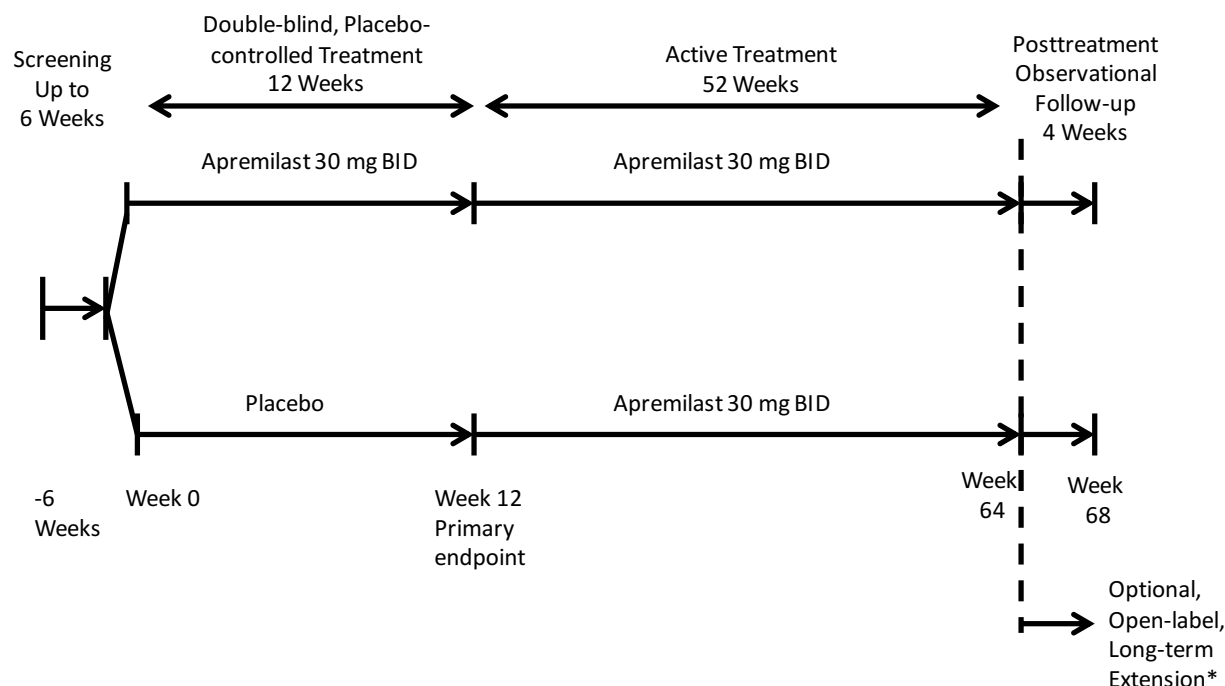 Screening
Up to
6 Weeks
Double-blind, Placebo-
controlled Treatment
12 Weeks
Active Treatment
52 Weeks
Posttreatment
Observational
Follow-up
4 Weeks
Apremilast 30 mg BID
Apremilast 30 mg BID
Placebo
Apremilast 30 mg BID
-6
Weeks
Week 0
Week 12
Primary
endpoint
Week
64
Week
68
Optional,
Open-label,
Long-term
Extension*